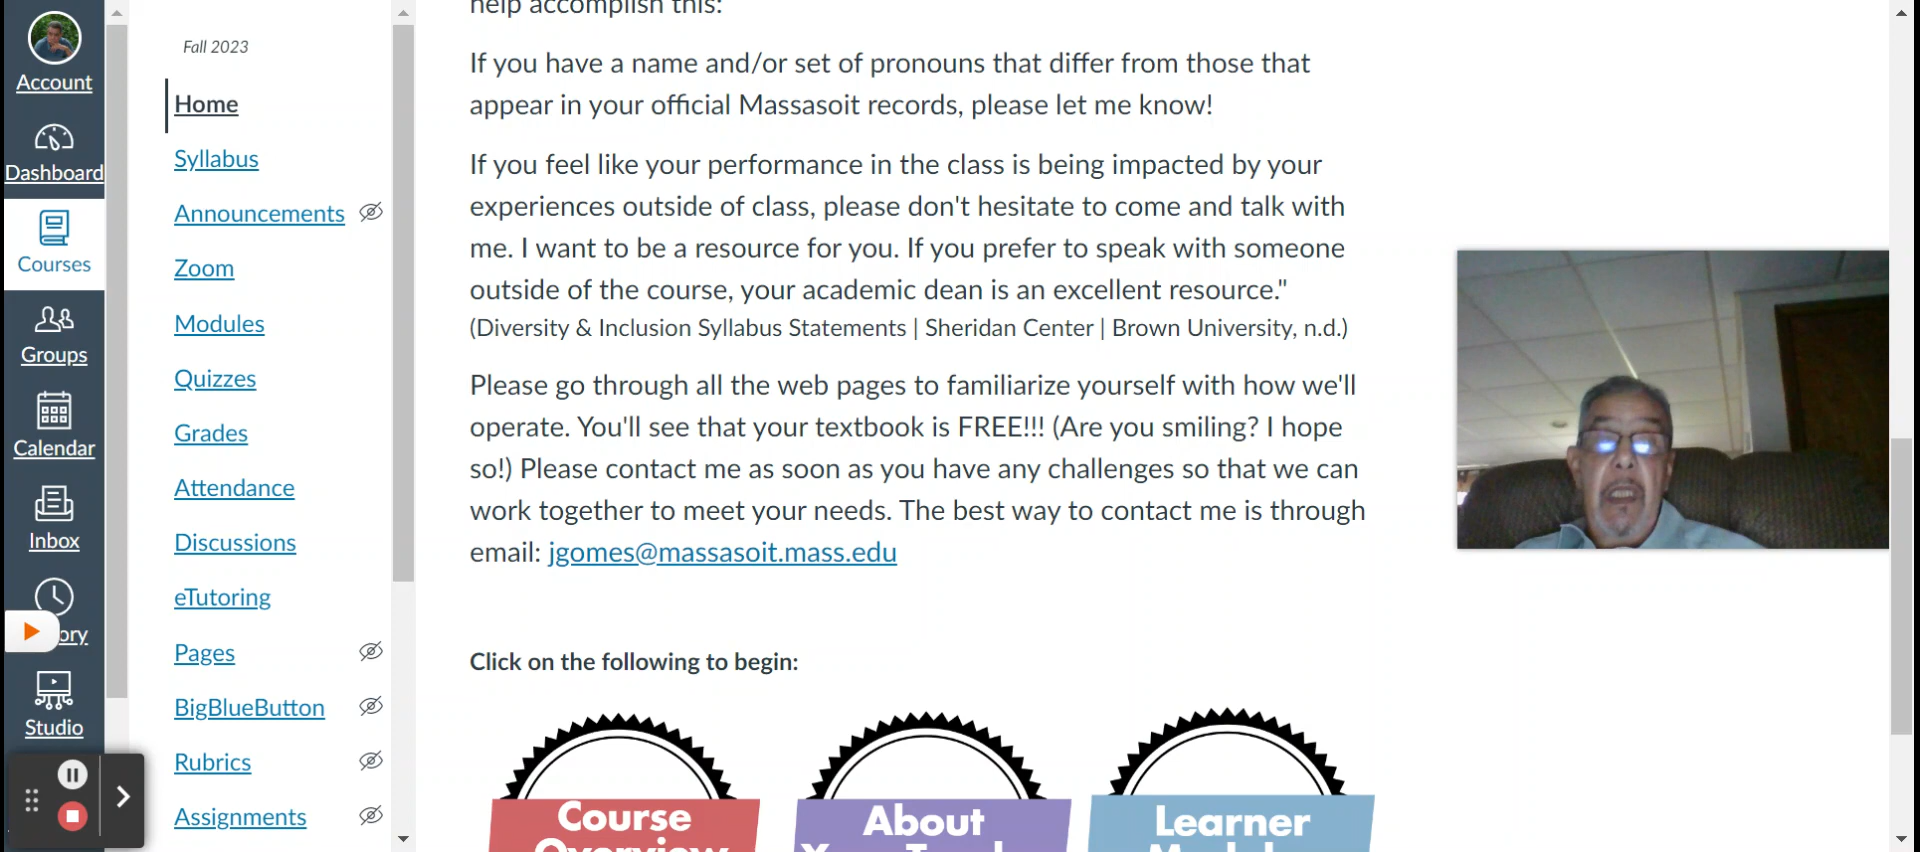 Account
Dashboard
Courses
Groups
Calendar
Inbox
ory
Studio
Fall 2023
Home
Syllabus
Announcements
Zoom
Modules
Quizzes
Grades
Attendance
Discussions
eTutoring
Pages
BigBlueButton
Rubrics
Assignments
help accomplish this:
If you have a name and/or set of pronouns that differ from those that
appear in your official Massasoit records, please let me know!
If you feel like your performance in the class is being impacted by your
experiences outside of class, please don't hesitate to come and talk with
me. I want to be a resource for you. If you prefer to speak with someone
outside of the course, your academic dean is an excellent resource."
(Diversity & Inclusion Syllabus Statements | Sheridan Center | Brown University, n.d.)
Please go through all the web pages to familiarize yourself with how we'll
operate. You'll see that your textbook is FREE!!! (Are you smiling? I hope
so!) Please contact me as soon as you have any challenges so that we can
work together to meet your needs. The best way to contact me is through
email: jgomes@massasoit.mass.edu
Click on the following to begin:
Course
Overview
About
Learner